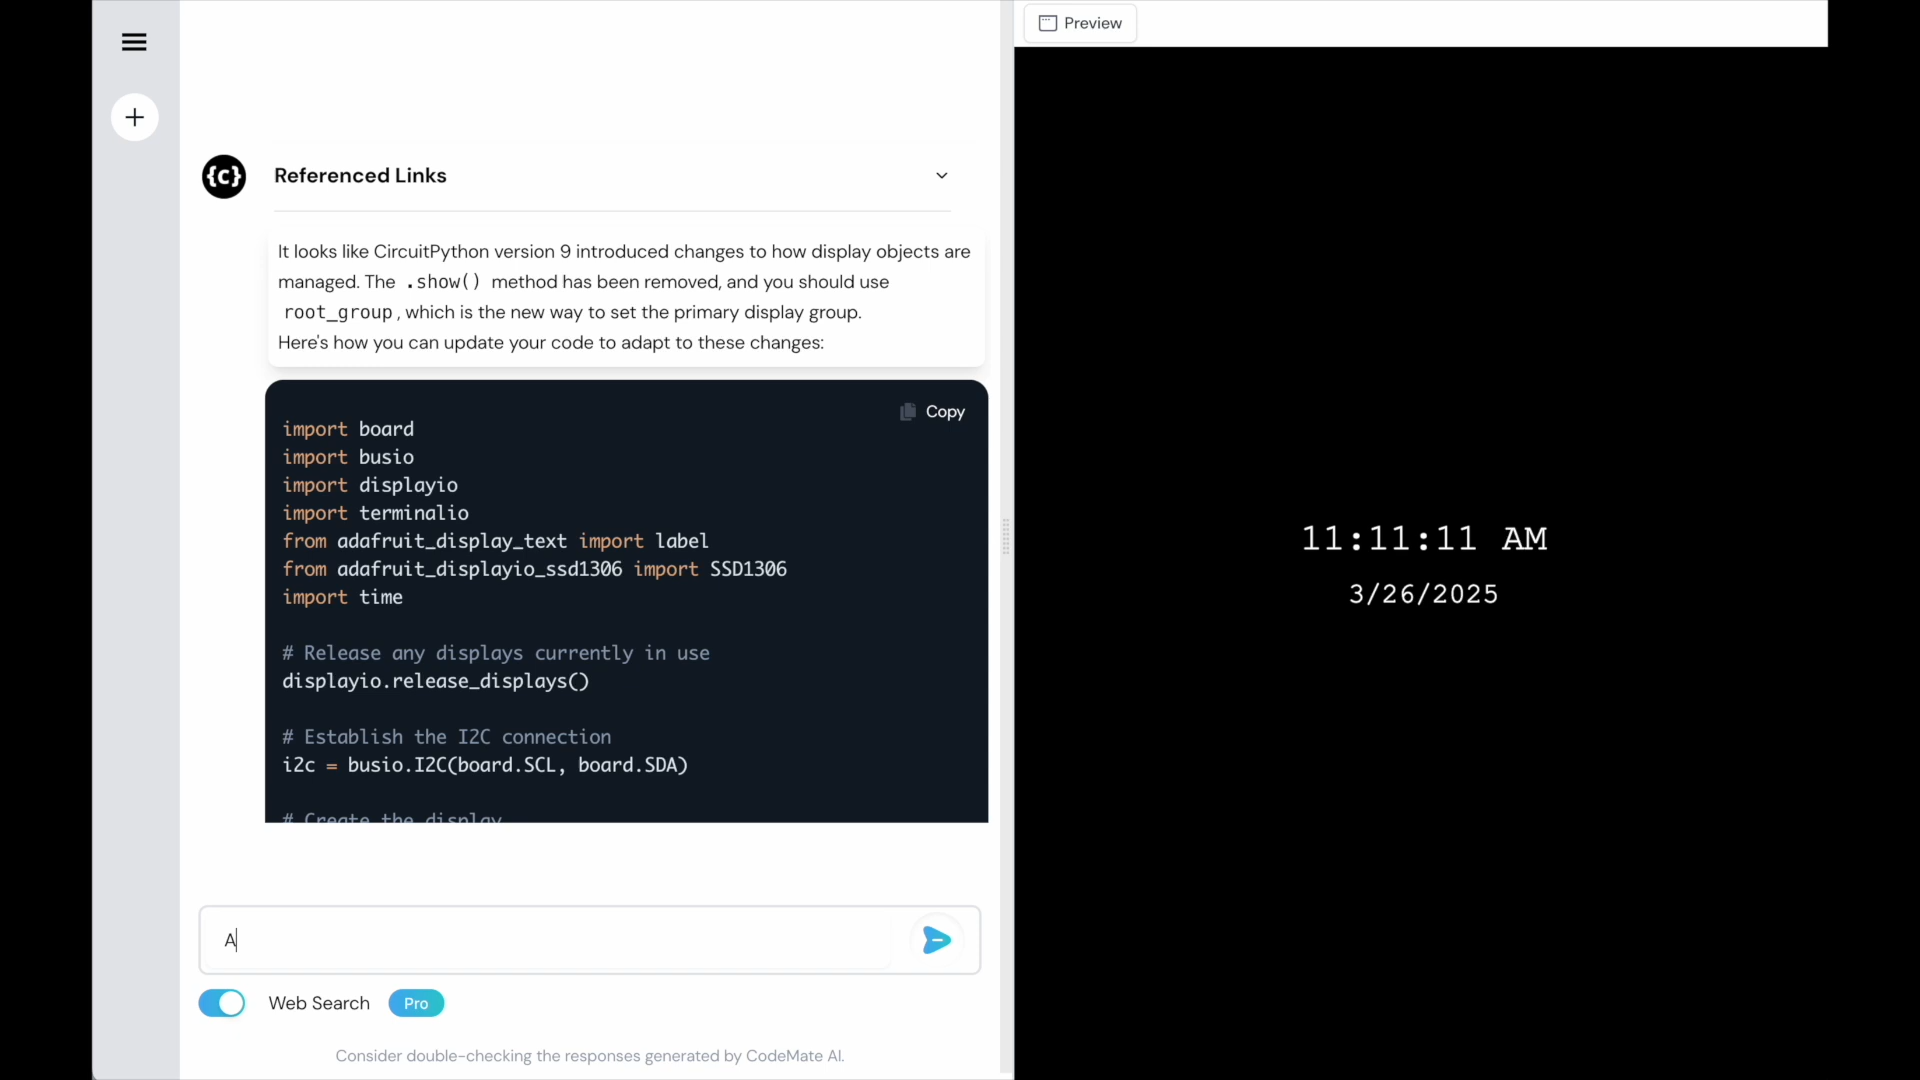 Preview
{c}
Referenced Links
It looks like CircuitPython version 9 introduced changes to how display objects are
managed. The .show() method has been removed, and you should use
root_group, which is the new way to set the primary display group.
Here's how you can update your code to adapt to these changes:
Copy
import board
import busio
import displayio
import terminalio
from adafruit_display_text import label
from adafruit_displayio_ssd1306 import SSD1306
import time
# Release any displays currently in use
displayio.release_displays()
# Establish the I2C connection
i2c = busio.I2C(board.SCL, board.SDA)
# Create the display
11:11:11 AM
3/26/2025
A
Web Search Pro
Consider double-checking the responses generated by CodeMate AI.